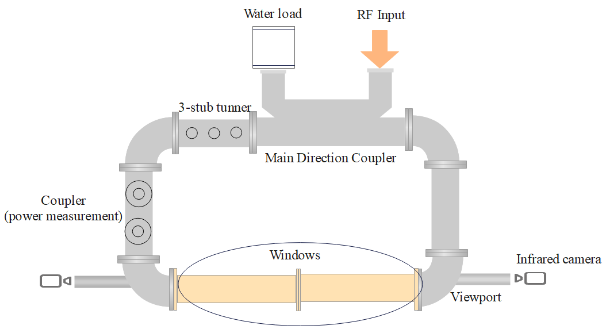 Water load
RF Input
3-stub tunner
Main Direction Coupler
Coupler
(power measurement)
Windows
Infrared camera
Viewport